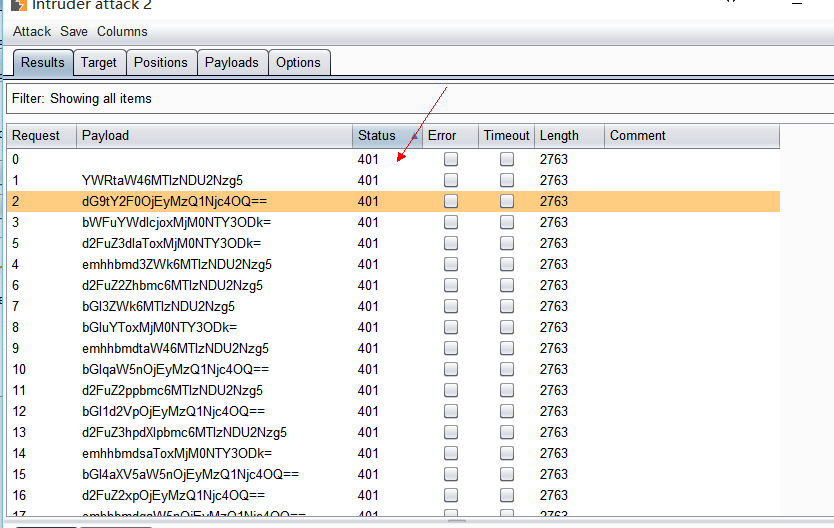 Intruder attack 2
Attack Save Columns
Results Target Positions Payloads Options
Filter: Showing all items
Request Payload Status Error Timeout Length Comment
0 401 2763
1 YWRtaW46MTIzNDU2Nzg5 401 2763
2 dG9tY2F0OjEyMzQ1Njc4OQ== 401 2763
3 bWFuYWdlcjoxMjM0NTY3ODk= 401 2763
5 d2FuZ3dlaToxMjM0NTY3ODk= 401 2763
4 emhhbmd3ZWk6MTIzNDU2Nzg5 401 2763
6 d2FuZ2Zhbmc6MTIzNDU2Nzg5 401 2763
7 bGl3ZWk6MTIzNDU2Nzg5 401 2763
8 bGluYToxMjM0NTY3ODk= 401 2763
9 emhhbmdtaW46MTIzNDU2Nzg5 401 2763
10 bGlqaW5nOjEyMzQ1Njc4OQ== 401 2763
11 d2FuZ2ppbmc6MTIzNDU2Nzg5 401 2763
12 bGl1d2VpOjEyMzQ1Njc4OQ== 401 2763
13 d2FuZ3hpdXlpbmc6MTIzNDU2Nzg5 401 2763
14 emhhbmdsaToxMjM0NTY3ODk= 401 2763
15 bGl4aXV5aW5nOjEyMzQ1Njc4OQ== 401 2763
16 d2FuZ2xpOjEyMzQ1Njc4OQ== 401 2763
17 401 2763